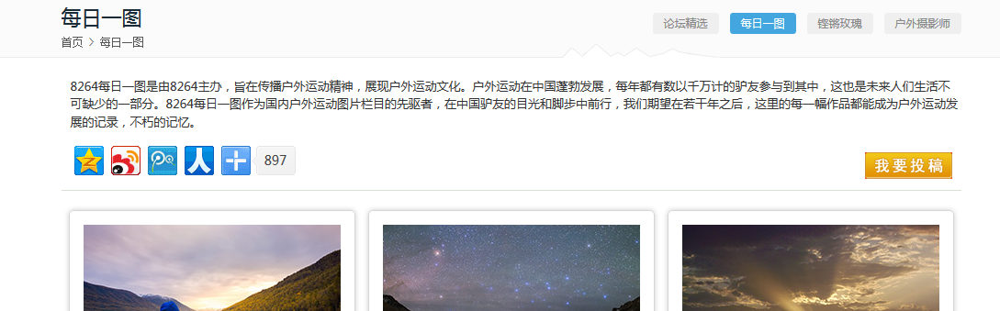 每日一图
首页 > 每日一图
论坛精选 每日一图 铿锵玫瑰 户外摄影师
8264每日一图是由8264主办，旨在传播户外运动精神，展现户外运动文化。户外运动在中国蓬勃发展，每年都有数以千万计的驴友参与到其中，这也是未来人们生活不
可缺少的一部分。8264每日一图作为国内户外运动图片栏目的先驱者，在中国驴友的目光和脚步中前行，我们期望在若干年之后，这里的每一幅作品都能成为户外运动发
展的记录，不朽的记忆。
897
我要投稿